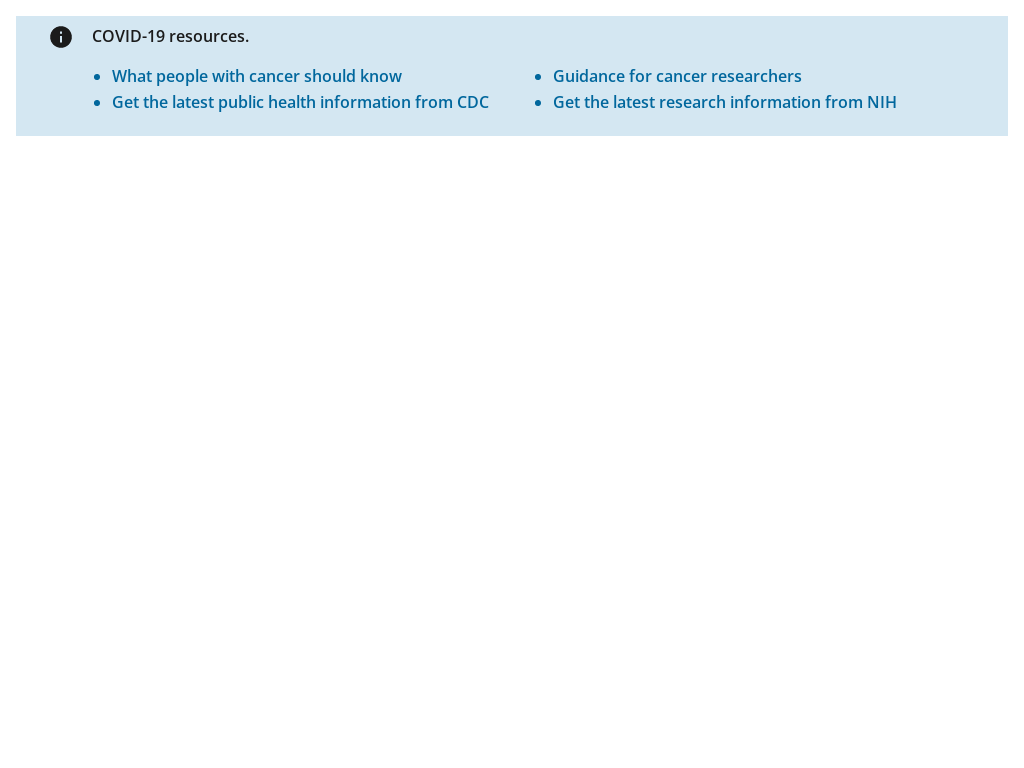 COVID-19 resources.
What people with cancer should know
Get the latest public health information from CDC
Guidance for cancer researchers
Get the latest research information from NIH